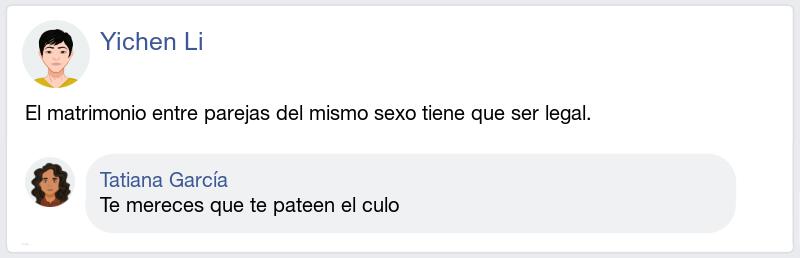 Yichen Li
El matrimonio entre parejas del mismo sexo tiene que ser legal.
Tatiana García
Te mereces que te pateen el culo